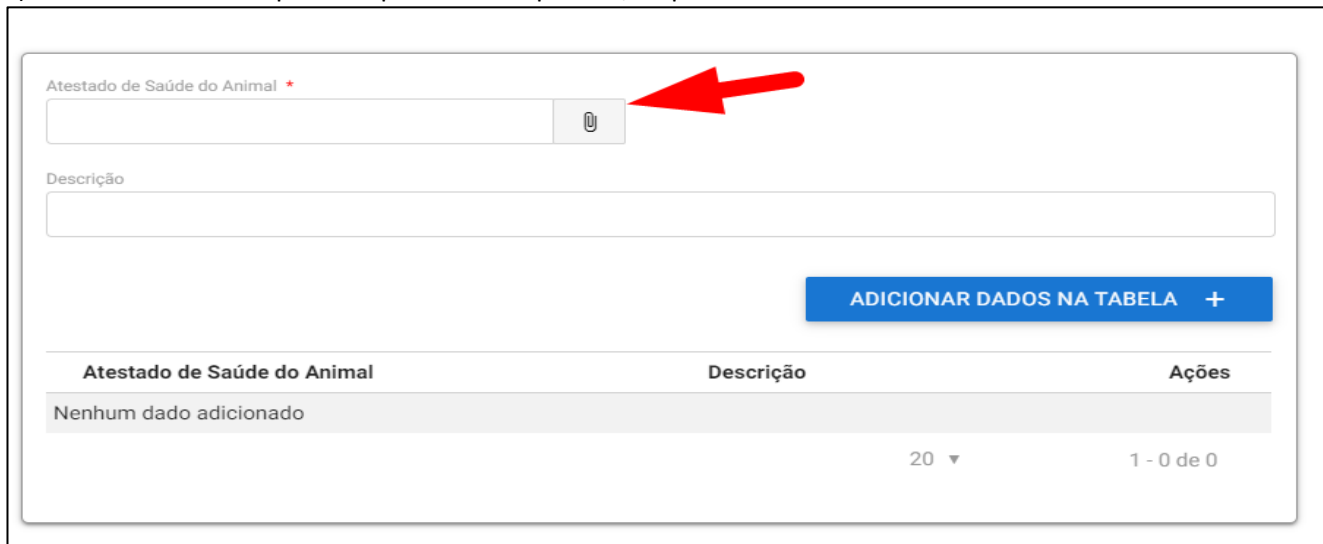 Atestado de Saúde do Animal *
Descrição
ADICIONAR DADOS NA TABELA +
Atestado de Saúde do Animal Descrição Ações
Nenhum dado adicionado
20 ▼ 1 - 0 de 0